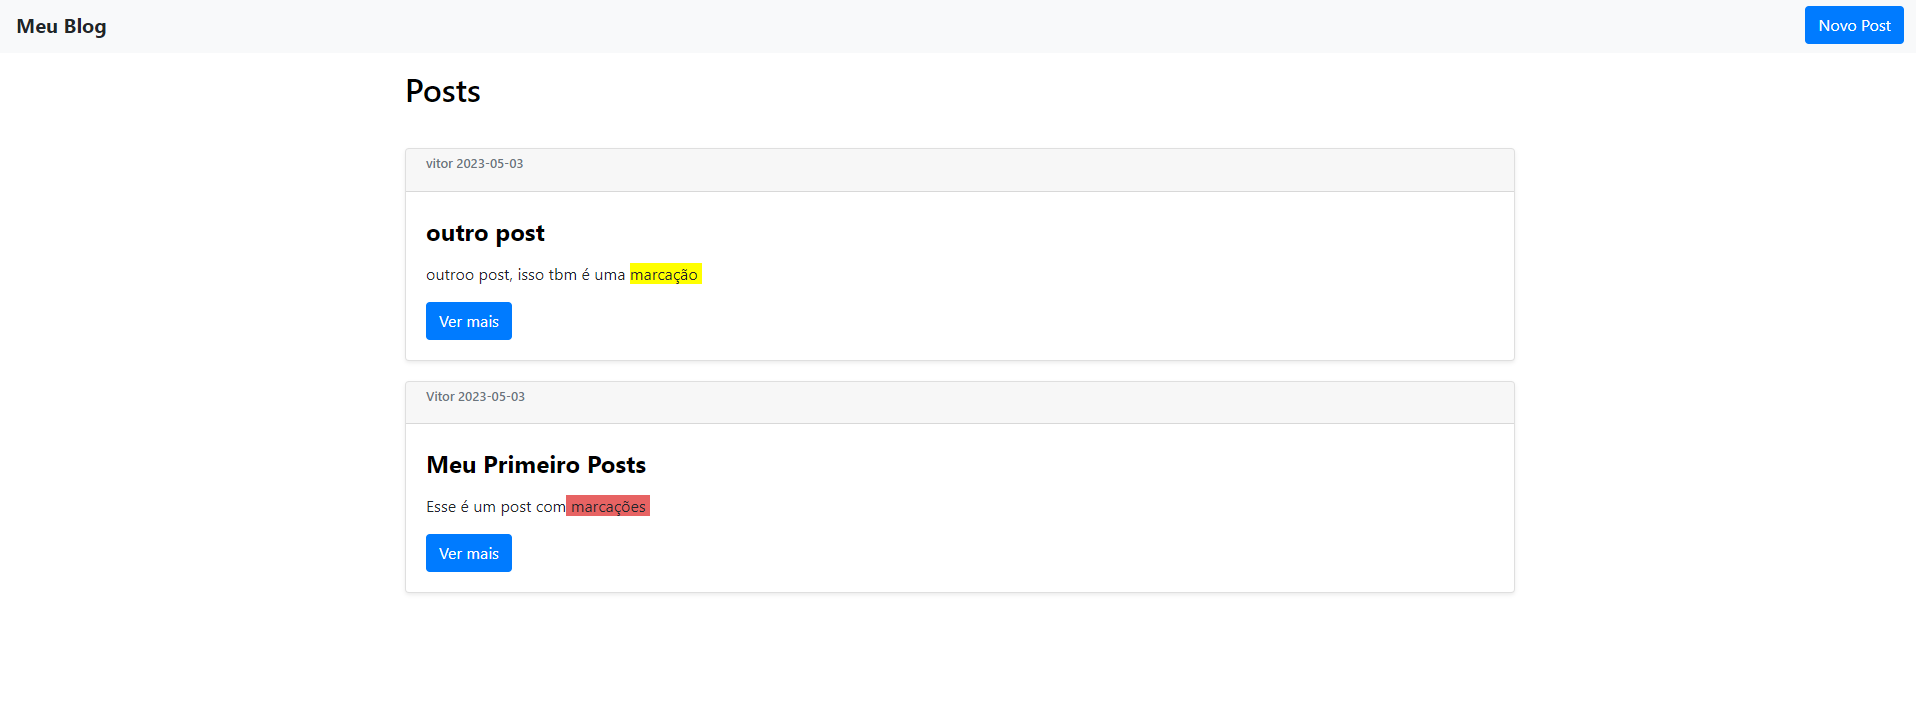 Meu Blog
Novo Post
Posts
vitor 2023-05-03
outro post
outroo post, isso tbm é uma marcação
Ver mais
Vitor 2023-05-03
Meu Primeiro Posts
Esse é um post com marcações
Ver mais